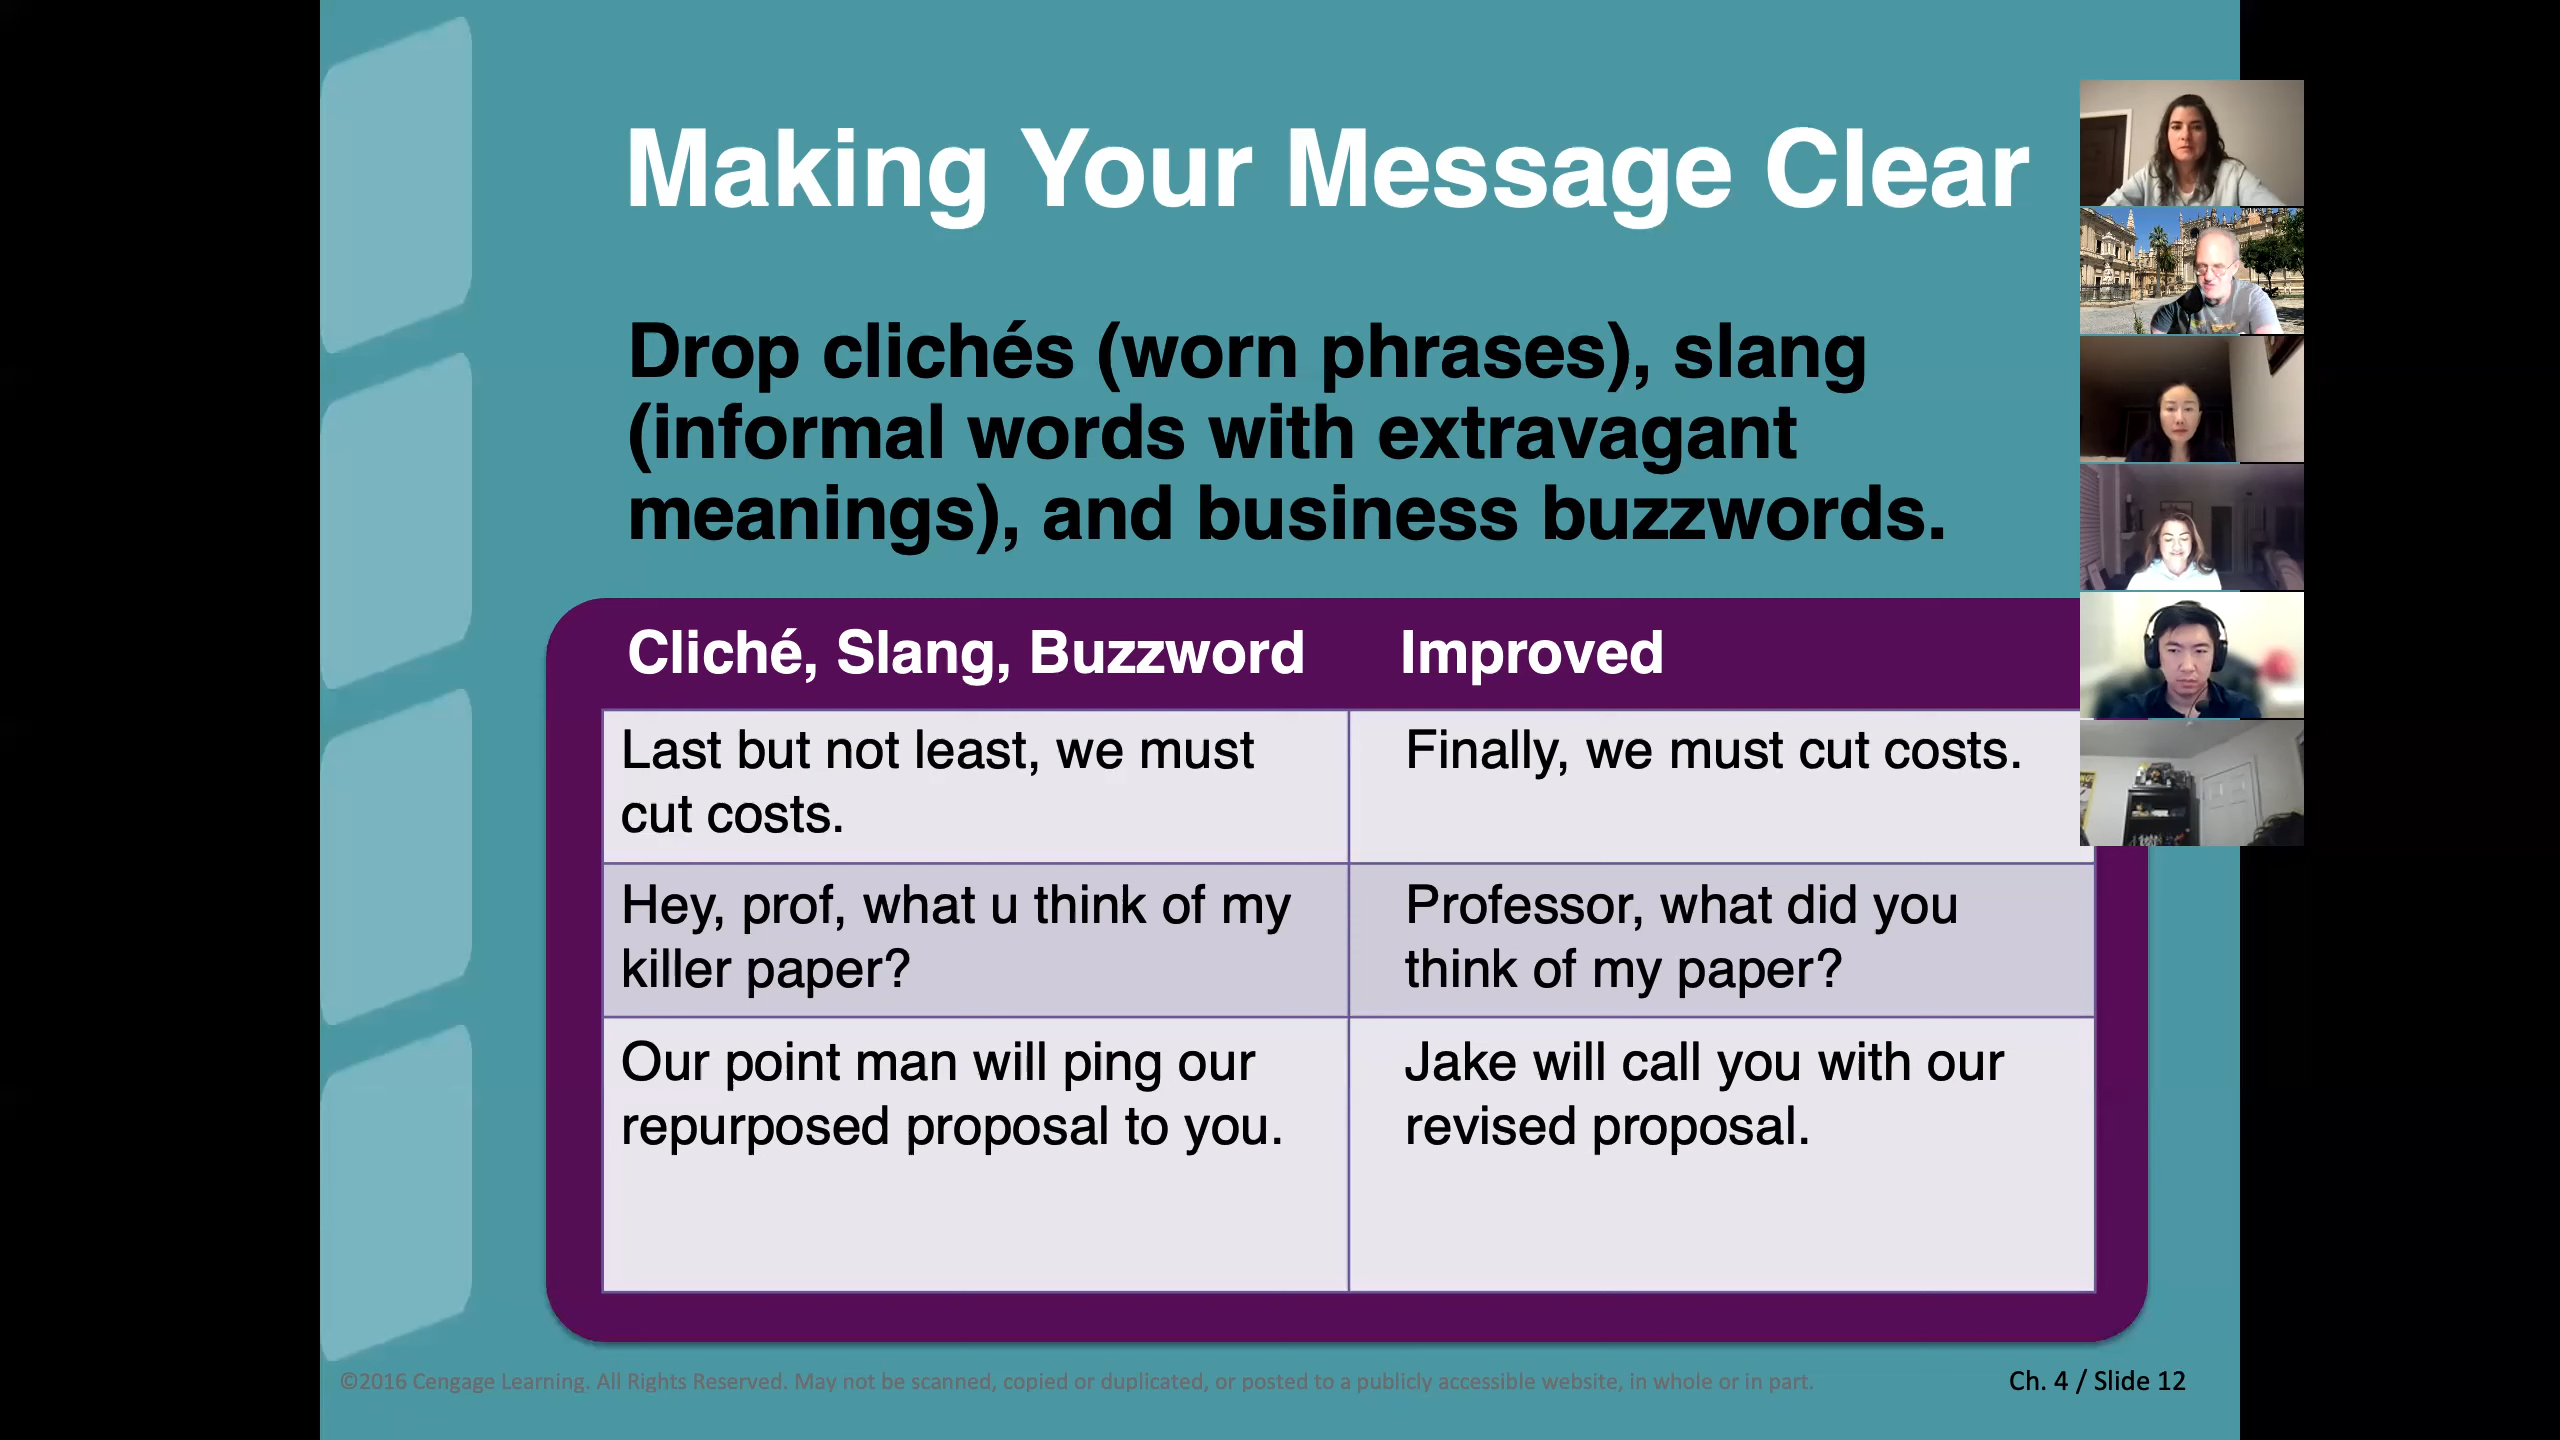 Making Your Message Clear
Drop clichés (worn phrases), slang
(informal words with extravagant
meanings), and business buzzwords.
Cliché, Slang, Buzzword
Improved
Last but not least, we must
cut costs.
Finally, we must cut costs.
Hey, prof, what u think of my
killer paper?
Professor, what did you
think of my paper?
Our point man will ping our
repurposed proposal to you.
Jake will call you with our
revised proposal.
©2016 Cengage Learning. All Rights Reserved. May not be scanned, copied or duplicated, or posted to a publicly accessible website, in whole or in part.
Ch. 4 / Slide 12